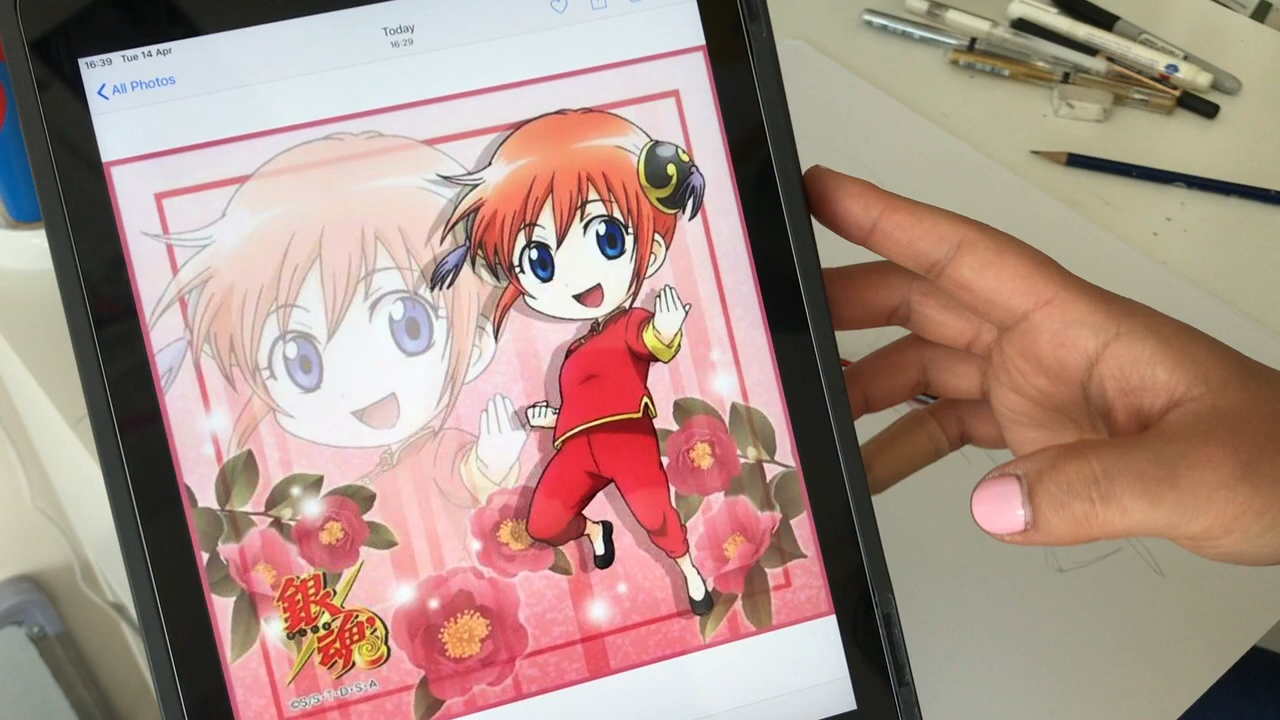 16:39 Tue 14 Apr
Today
16:29
All Photos
銀魂
©S/S・T・D・S・A